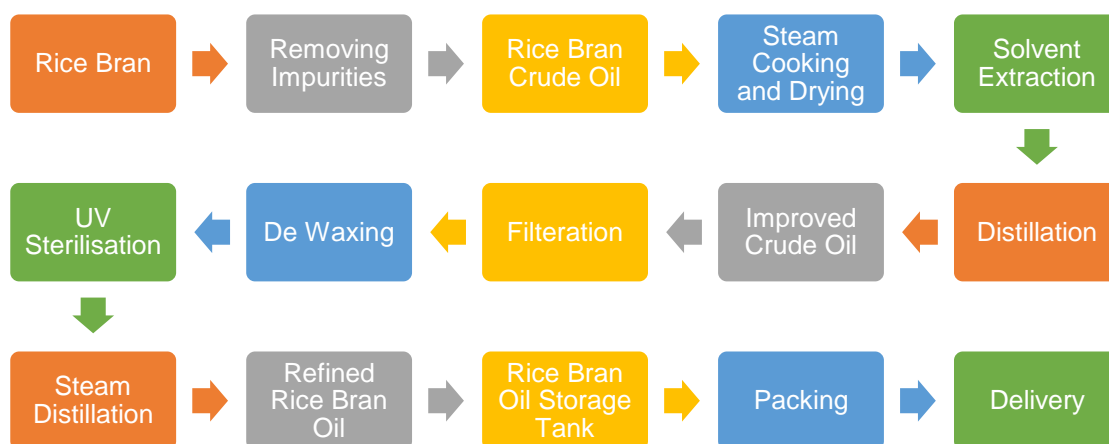 Rice Bran
Removing
Impurities
Rice Bran
Crude Oil
Steam
Cooking
and Drying
Solvent
Extraction
Distillation
Improved
Crude Oil
Filteration
De Waxing
UV
Sterilisation
Steam
Distillation
Refined
Rice Bran
Oil
Rice Bran
Oil Storage
Tank
Packing
Delivery